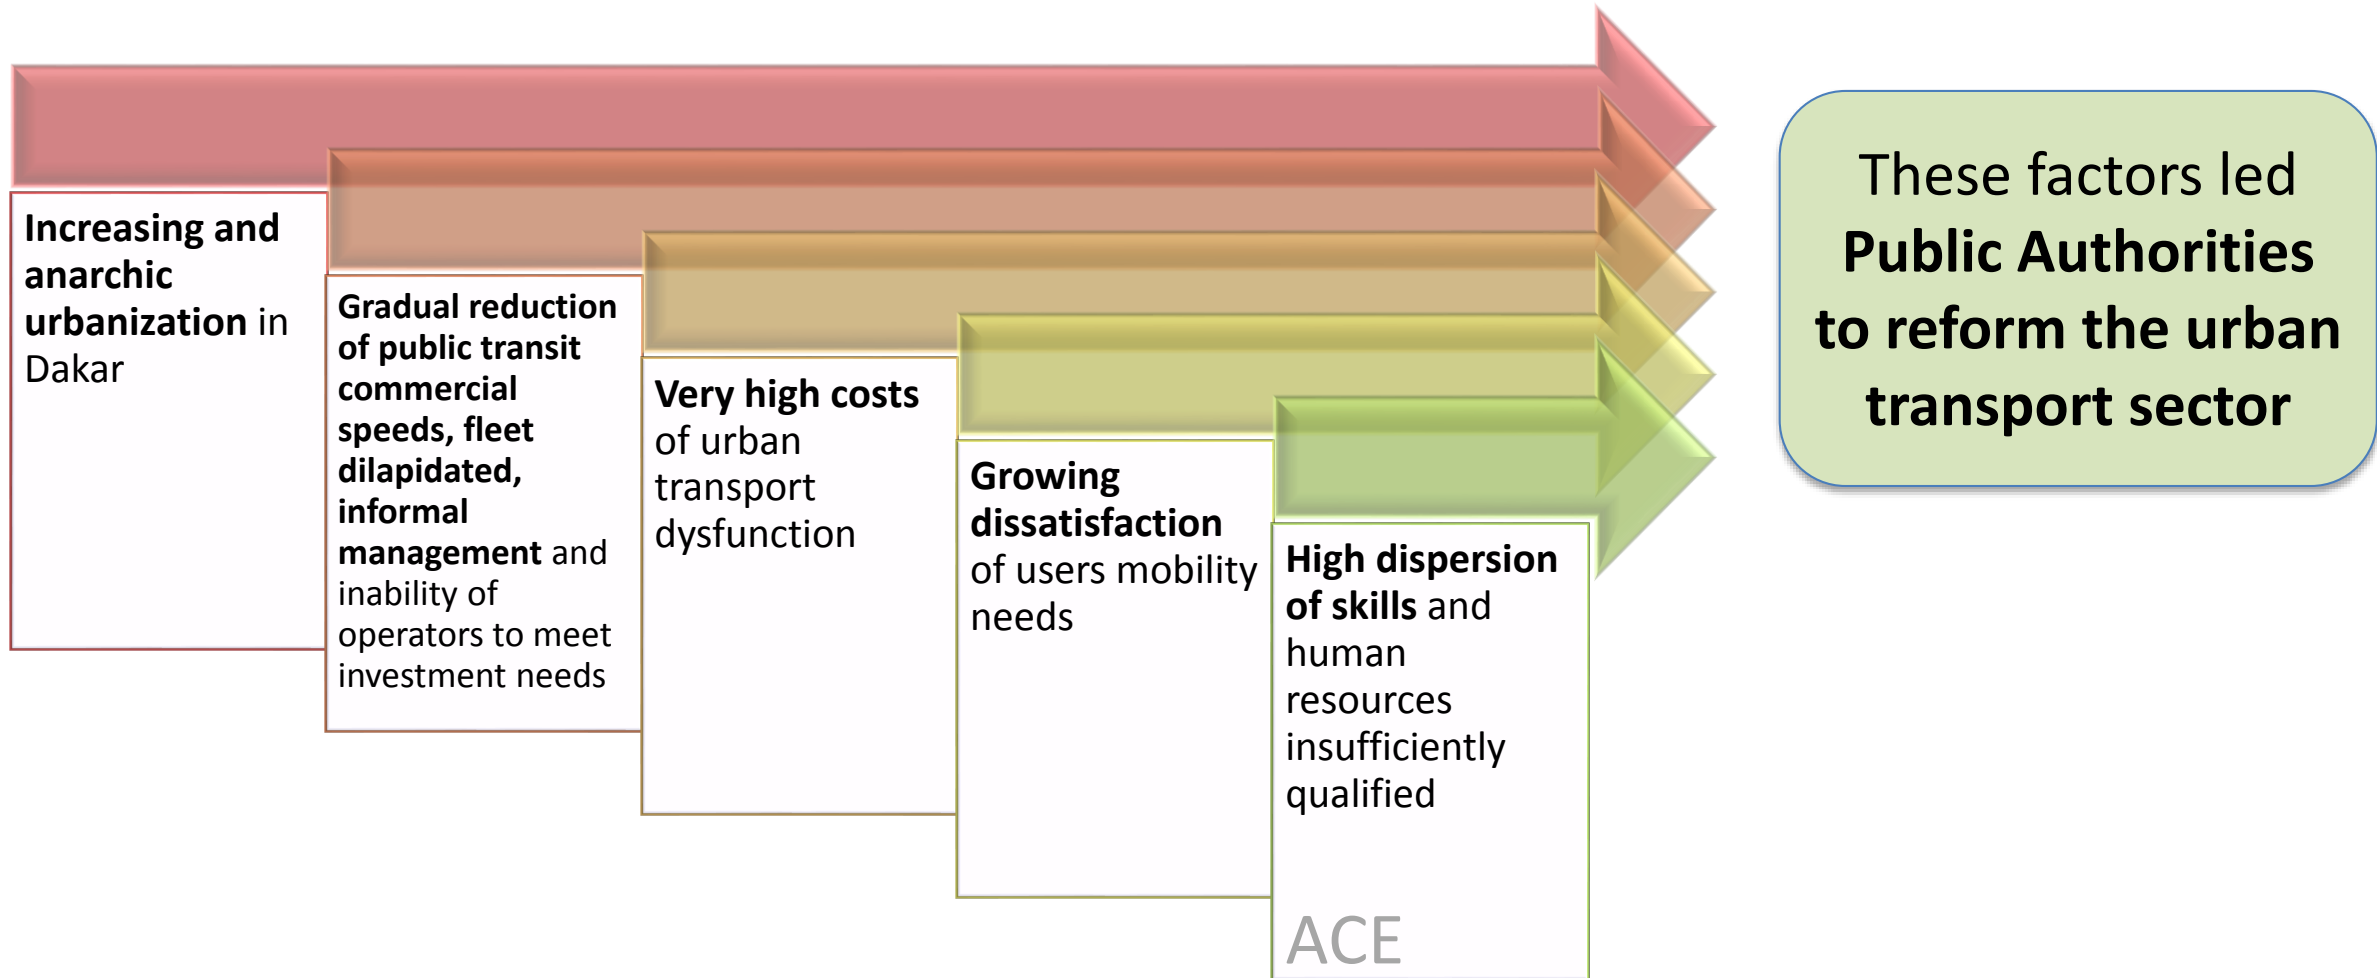 Increasing and
anarchic
urbanization in
Dakar
Gradual reduction
of public transit
commercial
speeds, fleet
dilapidated,
informal
management and
inability of
operators to meet
investment needs
Very high costs
of urban
transport
dysfunction
Growing
dissatisfaction
of users mobility
needs
High dispersion
of skills and
human
resources
insufficiently
qualified
ACE
These factors led
Public Authorities
to reform the urban
transport sector